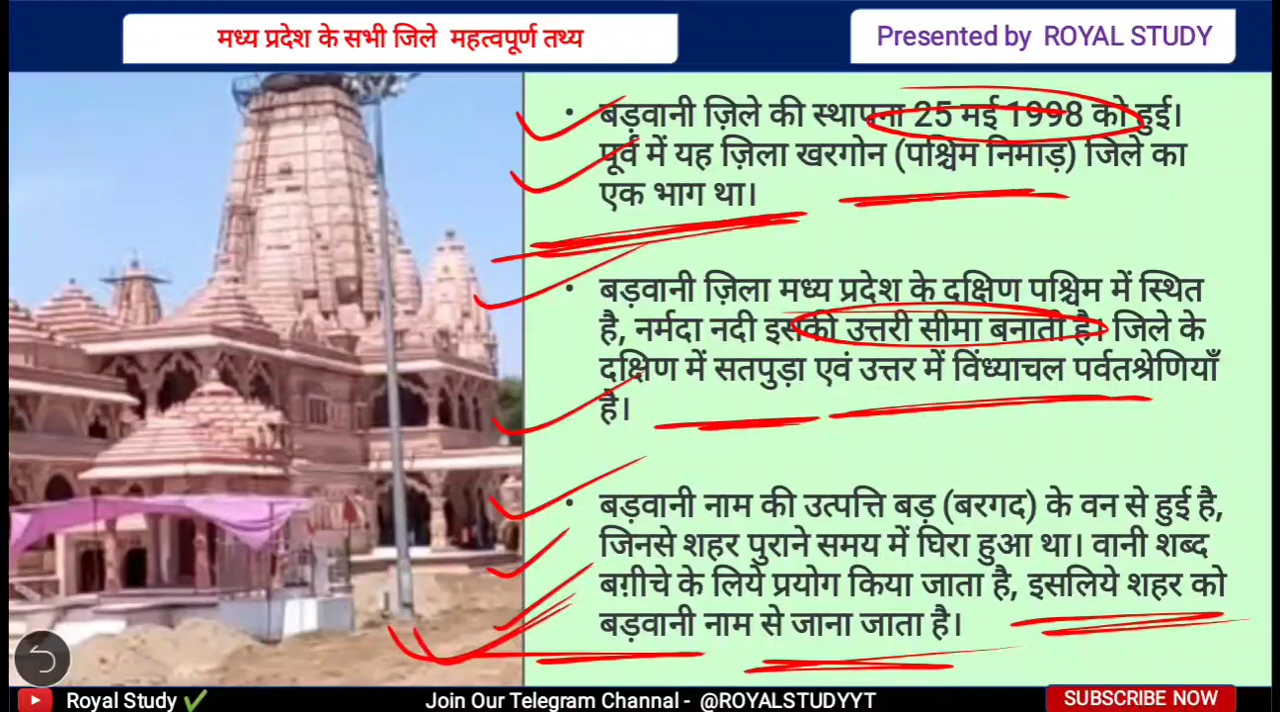 मध्य प्रदेश के सभी जिले महत्वपूर्ण तथ्य
Presented by ROYAL STUDY
• बड़वानी ज़िले की स्थापना 25 मई 1998 को हुई।
पूर्व में यह ज़िला खरगोन (पश्चिम निमाड़) जिले का
एक भाग था।
• बड़वानी ज़िला मध्य प्रदेश के दक्षिण पश्चिम में स्थित
है, नर्मदा नदी इसकी उत्तरी सीमा बनाती है। जिले के
दक्षिण में सतपुड़ा एवं उत्तर में विंध्याचल पर्वतश्रेणियाँ
है।
• बड़वानी नाम की उत्पत्ति बड़ (बरगद) के वन से हुई है,
जिनसे शहर पुराने समय में घिरा हुआ था। वानी शब्द
बग़ीचे के लिये प्रयोग किया जाता है, इसलिये शहर को
बड़वानी नाम से जाना जाता है।
Royal Study
Join Our Telegram Channal - @ROYALSTUDYYT
SUBSCRIBE NOW